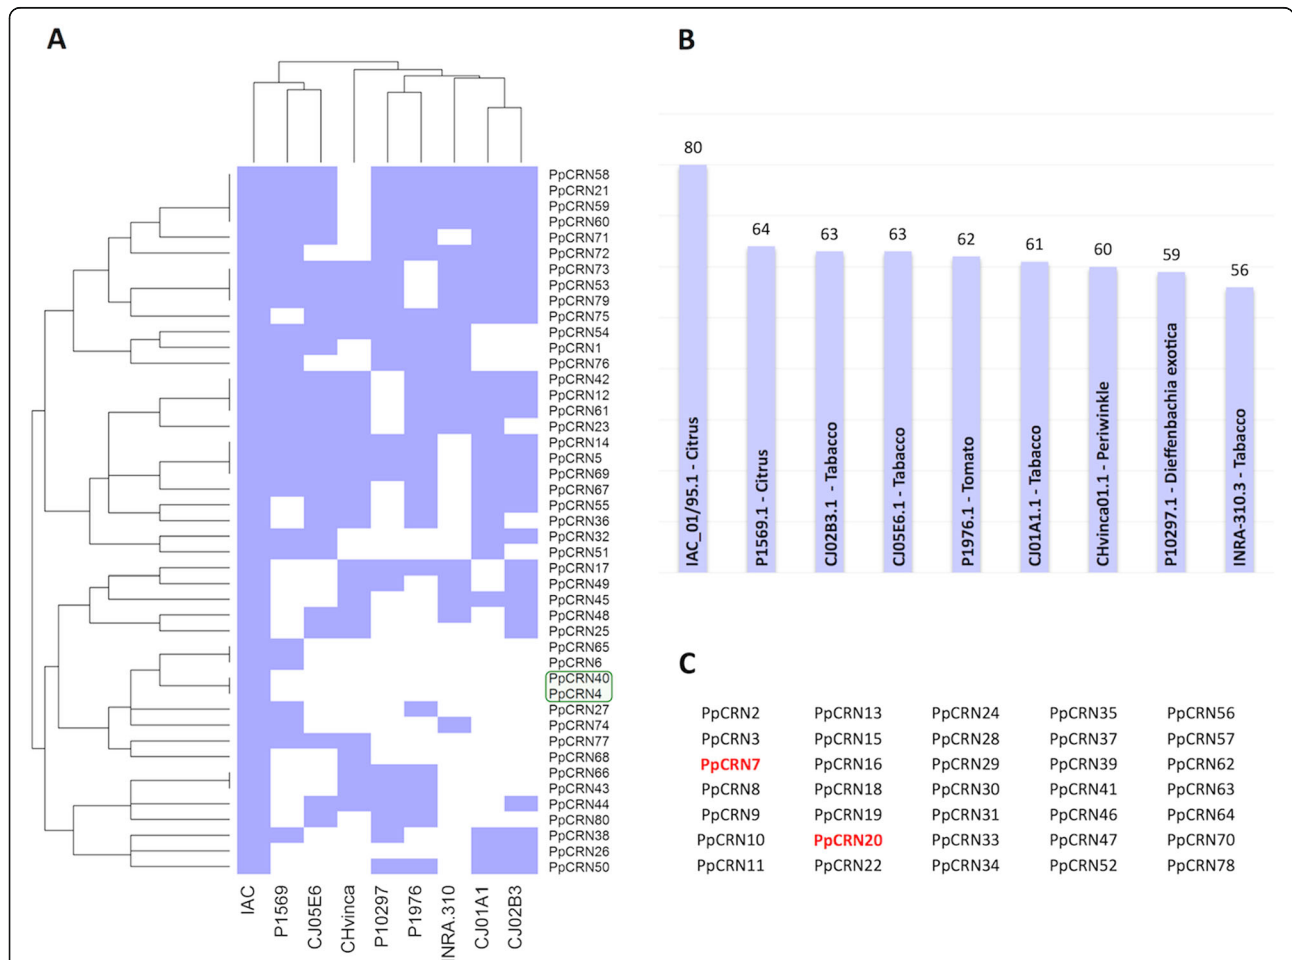 A
PpCRN58
PpCRN21
PpCRN59
PpCRN60
PpCRN71
PpCRN72
PpCRN73
PpCRN53
PpCRN79
PpCRN75
PpCRN54
PpCRN1
PpCRN76
PpCRN42
PpCRN12
PpCRN61
PpCRN23
PpCRN14
PpCRN5
PpCRN69
PpCRN67
PpCRN55
PpCRN36
PpCRN32
PpCRN51
PpCRN17
PpCRN49
PpCRN45
PpCRN48
PpCRN25
PpCRN65
PpCRN6
PpCRN40
PpCRN4
PpCRN27
PpCRN74
PpCRN77
PpCRN68
PpCRN66
PpCRN43
PpCRN44
PpCRN80
PpCRN38
PpCRN26
PpCRN50
IAC
P1569
CJ05E6
CHvinca
P10297
P1976
INRA.310
CJ01A1
CJ02B3
B
80
64
63
63
62
61
60
59
56
IAC_01/95.1 - Citrus
P1569.1 - Citrus
CJ02B3.1 - Tabacco
CJ05E6.1 - Tabacco
P1976.1 - Tomato
CJ01A1.1 - Tabacco
CHvinca01.1 - Periwinkle
P10297.1 - Dieffenbachia exotica
INRA-310.3 - Tabacco
C
PpCRN2 PpCRN13 PpCRN24 PpCRN35 PpCRN56
PpCRN3 PpCRN15 PpCRN28 PpCRN37 PpCRN57
PpCRN7 PpCRN16 PpCRN29 PpCRN39 PpCRN62
PpCRN8 PpCRN18 PpCRN30 PpCRN41 PpCRN63
PpCRN9 PpCRN19 PpCRN31 PpCRN46 PpCRN64
PpCRN10 PpCRN20 PpCRN33 PpCRN47 PpCRN70
PpCRN11 PpCRN22 PpCRN34 PpCRN52 PpCRN78